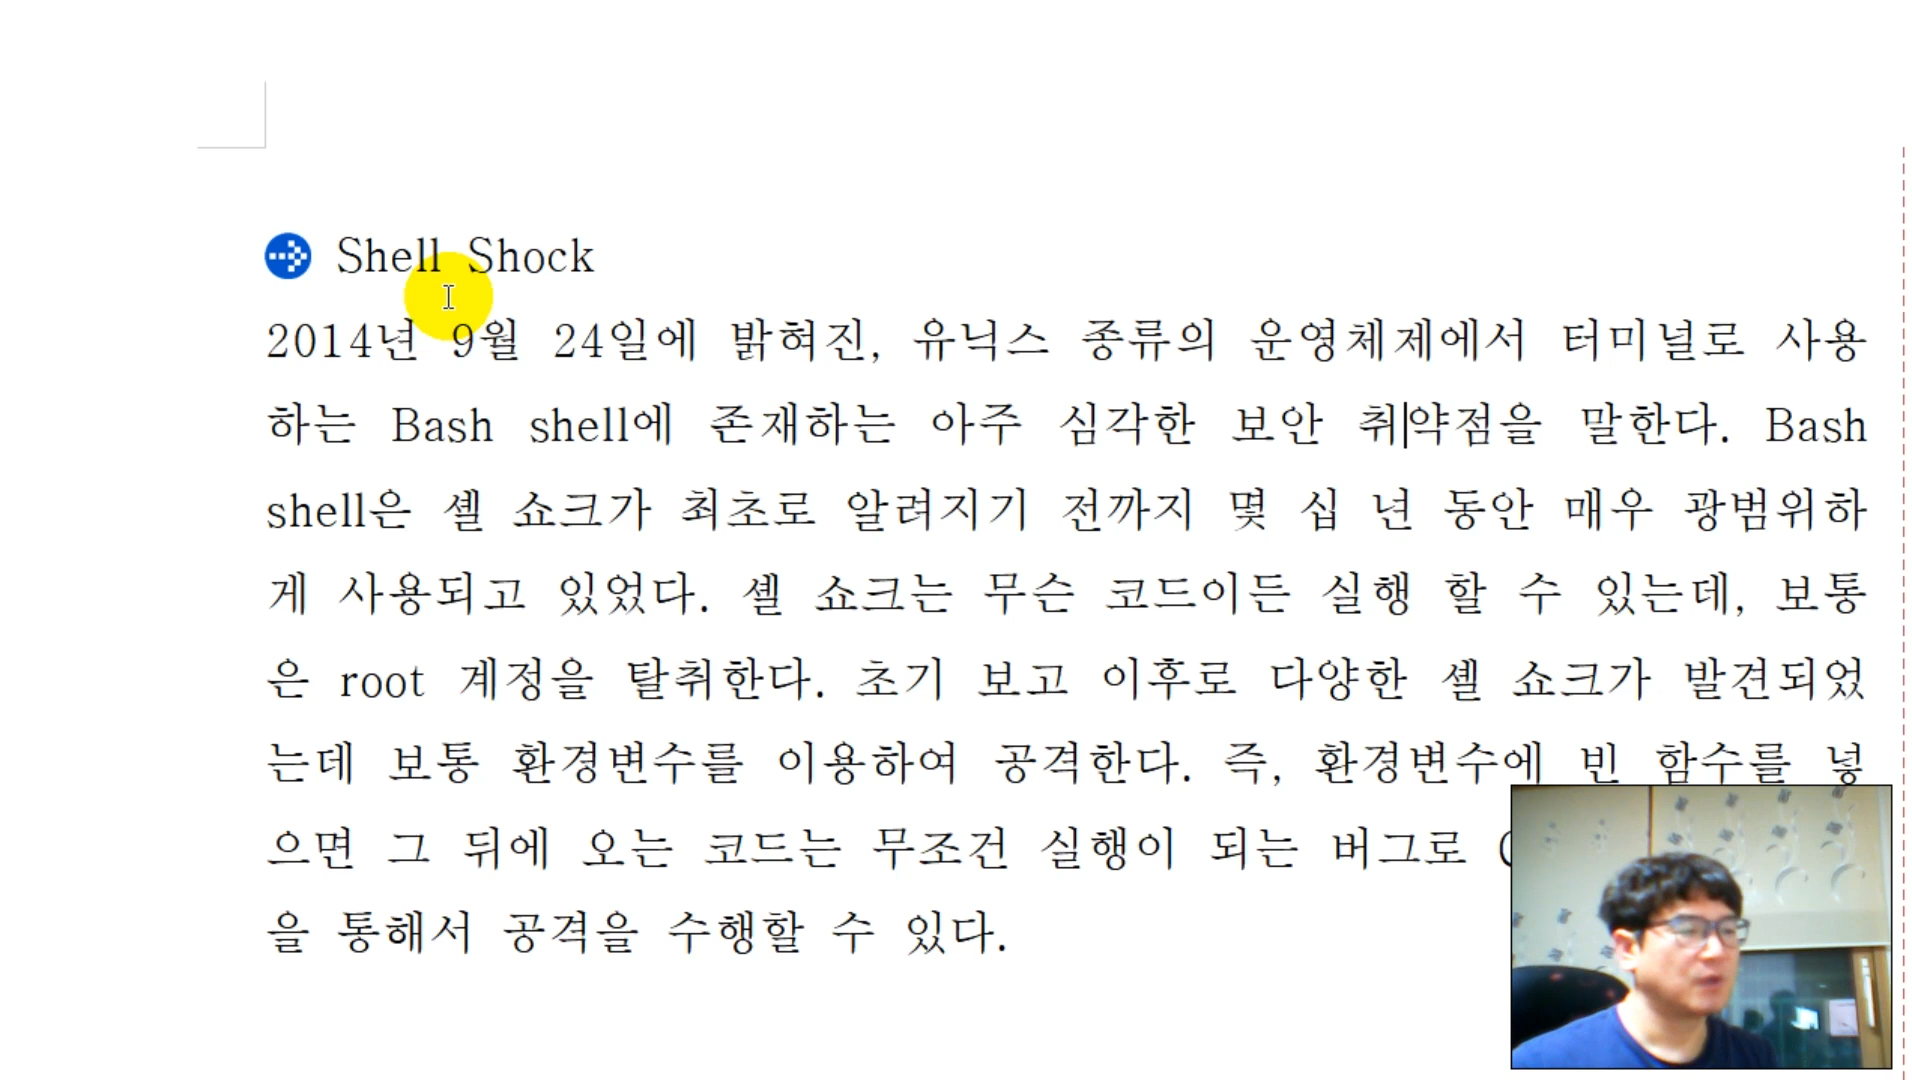 Shell Shock
2014년 9월 24일에 밝혀진, 유닉스 종류의 운영체제에서 터미널로 사용
하는 Bash shell에 존재하는 아주 심각한 보안 취약점을 말한다. Bash
shell은 셸 쇼크가 최초로 알려지기 전까지 몇 십 년 동안 매우 광범위하
게 사용되고 있었다. 셸 쇼크는 무슨 코드이든 실행 할 수 있는데, 보통
은 root 계정을 탈취한다. 초기 보고 이후로 다양한 셸 쇼크가 발견되었
는데 보통 환경변수를 이용하여 공격한다. 즉, 환경변수에 빈 함수를 넣
으면 그 뒤에 오는 코드는 무조건 실행이 되는 버그로
을 통해서 공격을 수행할 수 있다.